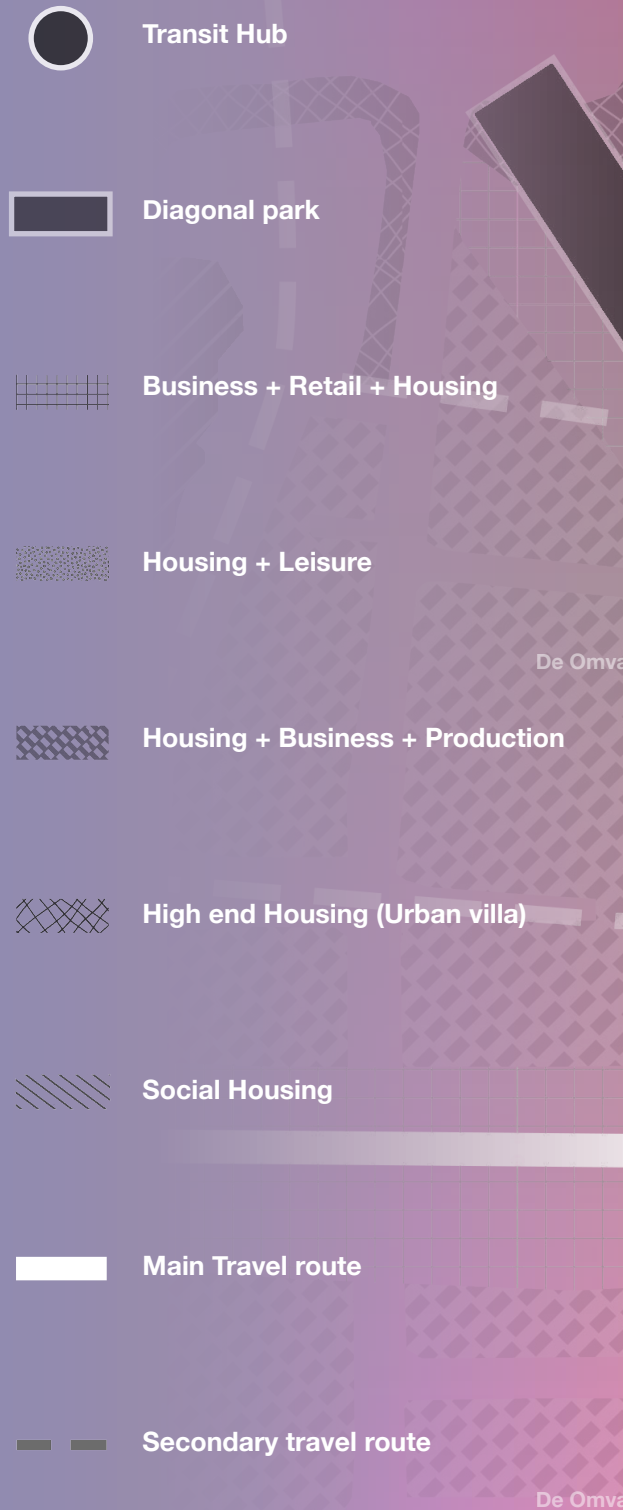 Transit Hub
Diagonal park
Business + Retail + Housing
Housing + Leisure
De Omva
Housing + Business + Production
High end Housing (Urban villa)
Social Housing
Main Travel route
Secondary travel route
De Omva